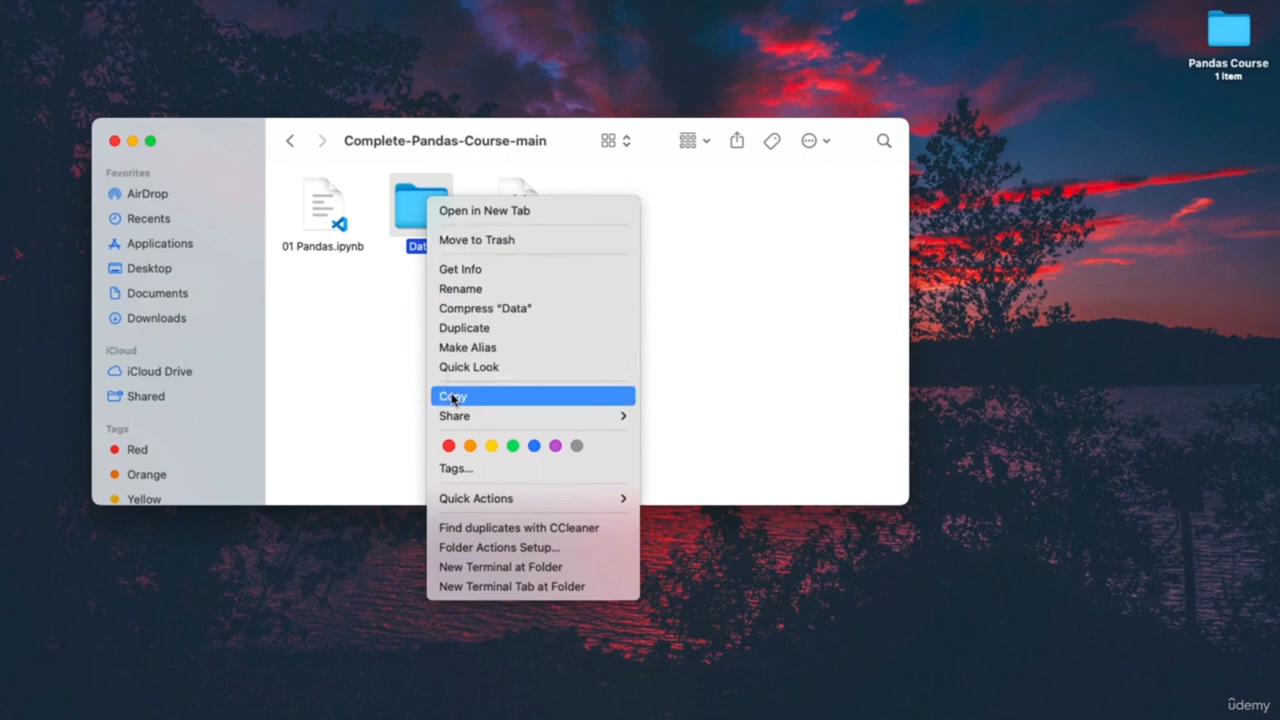 Pandas Course
1 item
Complete-Pandas-Course-main
Favorites
AirDrop
Recents
Applications
Desktop
Documents
Downloads
iCloud
iCloud Drive
Shared
Tags
Red
Orange
Yellow
01 Pandas.ipynb
Dat
Open in New Tab
Move to Trash
Get Info
Rename
Compress "Data"
Duplicate
Make Alias
Quick Look
Copy
Share
Tags...
Quick Actions
Find duplicates with CCleaner
Folder Actions Setup...
New Terminal at Folder
New Terminal Tab at Folder
ûdemy